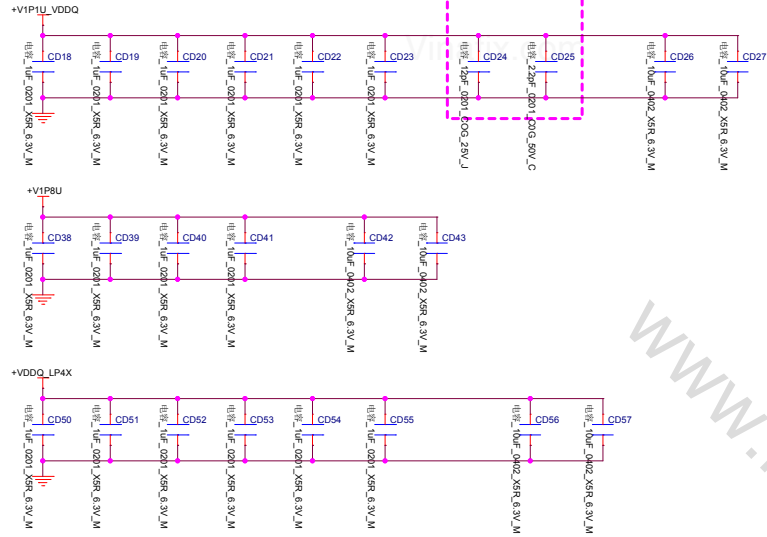 +V1P1U_VDDQ
CD18
电容_1uF_0201_X5R_6.3V_M
CD19
电容_1uF_0201_X5R_6.3V_M
CD20
电容_1uF_0201_X5R_6.3V_M
CD21
电容_1uF_0201_X5R_6.3V_M
CD22
电容_1uF_0201_X5R_6.3V_M
CD23
电容_1uF_0201_X5R_6.3V_M
CD24
电容_12pF_0201_C0G_25V_J
CD25
电容_2.2pF_0201_C0G_50V_C
CD26
电容_10uF_0402_X5R_6.3V_M
CD27
电容_10uF_0402_X5R_6.3V_M
+V1P8U
CD38
电容_1uF_0201_X5R_6.3V_M
CD39
电容_1uF_0201_X5R_6.3V_M
CD40
电容_1uF_0201_X5R_6.3V_M
CD41
电容_1uF_0201_X5R_6.3V_M
CD42
电容_10uF_0402_X5R_6.3V_M
CD43
电容_10uF_0402_X5R_6.3V_M
+VDDQ_LP4X
CD50
电容_1uF_0201_X5R_6.3V_M
CD51
电容_1uF_0201_X5R_6.3V_M
CD52
电容_1uF_0201_X5R_6.3V_M
CD53
电容_1uF_0201_X5R_6.3V_M
CD54
电容_1uF_0201_X5R_6.3V_M
CD55
电容_1uF_0201_X5R_6.3V_M
CD56
电容_10uF_0402_X5R_6.3V_M
CD57
电容_10uF_0402_X5R_6.3V_M
www.